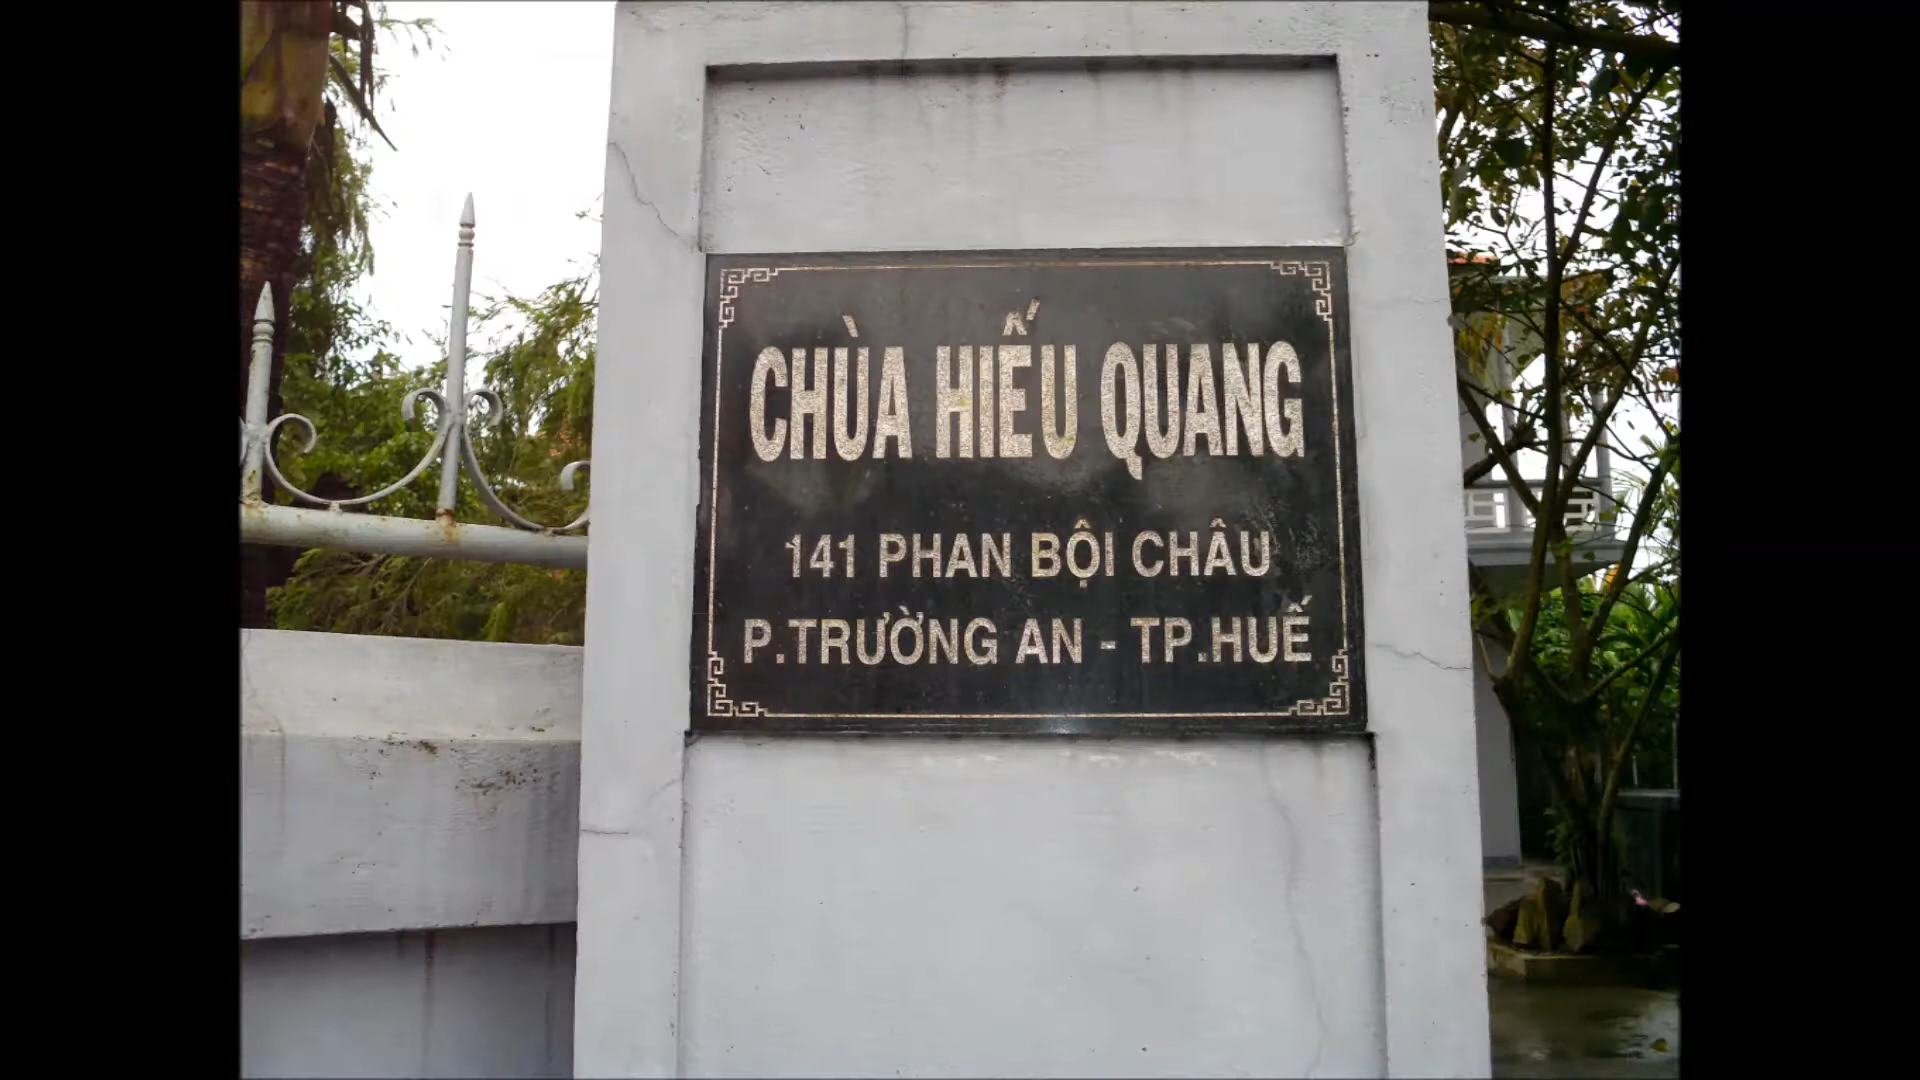 CHÙA HIẾU QUANG
141 PHAN BỘI CHÂU
P.TRƯỜNG AN - TP.HUẾ